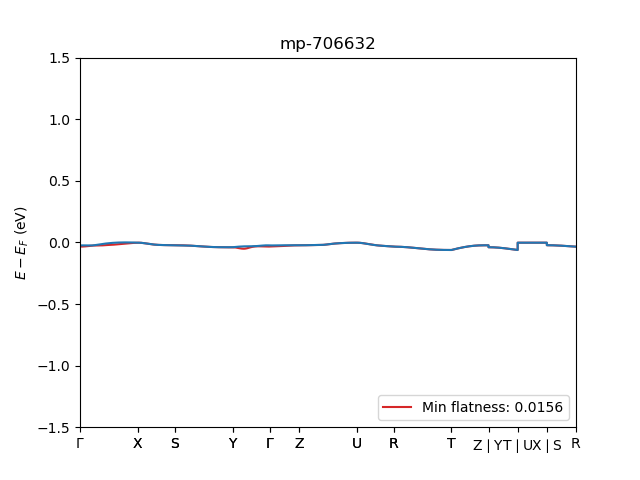 mp-706632
E − E_F (eV)
1.5
1.0
0.5
0.0
−0.5
−1.0
−1.5
Min flatness: 0.0156
Γ X S Y Γ Z U R T Z | YT | UX | S R